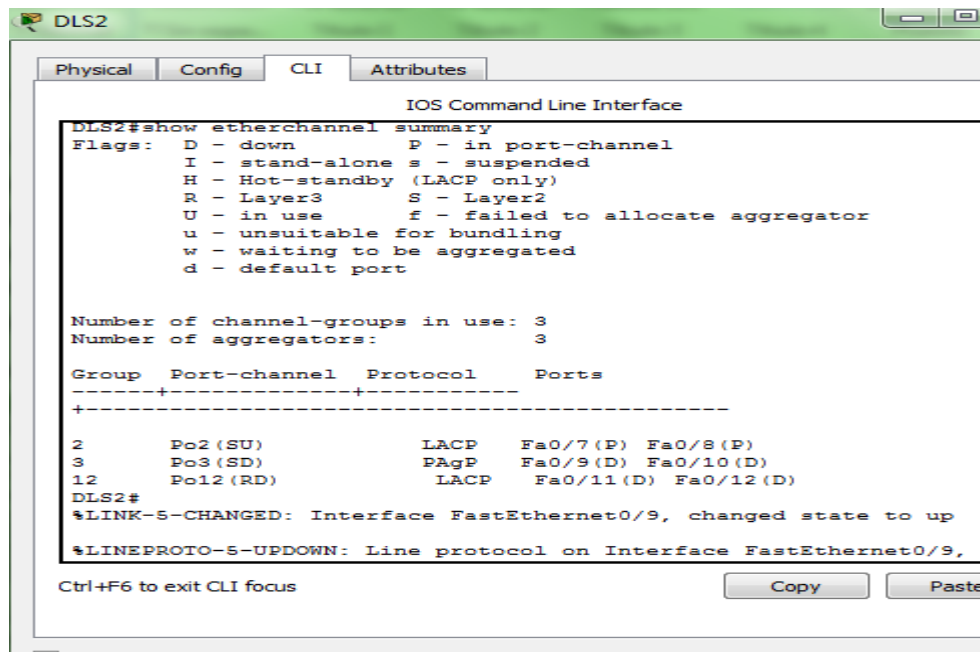 DLS2
Physical Config CLI Attributes
IOS Command Line Interface
DLS2#show etherchannel summary
Flags: D - down P - in port-channel
I - stand-alone s - suspended
H - Hot-standby (LACP only)
R - Layer3 S - Layer2
U - in use f - failed to allocate aggregator
u - unsuitable for bundling
w - waiting to be aggregated
d - default port
Number of channel-groups in use: 3
Number of aggregators: 3
Group Port-channel Protocol Ports
------+-------------+-----------
+----------------------------------------------
2 Po2(SU) LACP Fa0/7(P) Fa0/8(P)
3 Po3(SD) PAgP Fa0/9(D) Fa0/10(D)
12 Po12(RD) LACP Fa0/11(D) Fa0/12(D)
DLS2#
%LINK-5-CHANGED: Interface FastEthernet0/9, changed state to up
%LINEPROTO-5-UPDOWN: Line protocol on Interface FastEthernet0/9,
Ctrl+F6 to exit CLI focus
Copy Paste